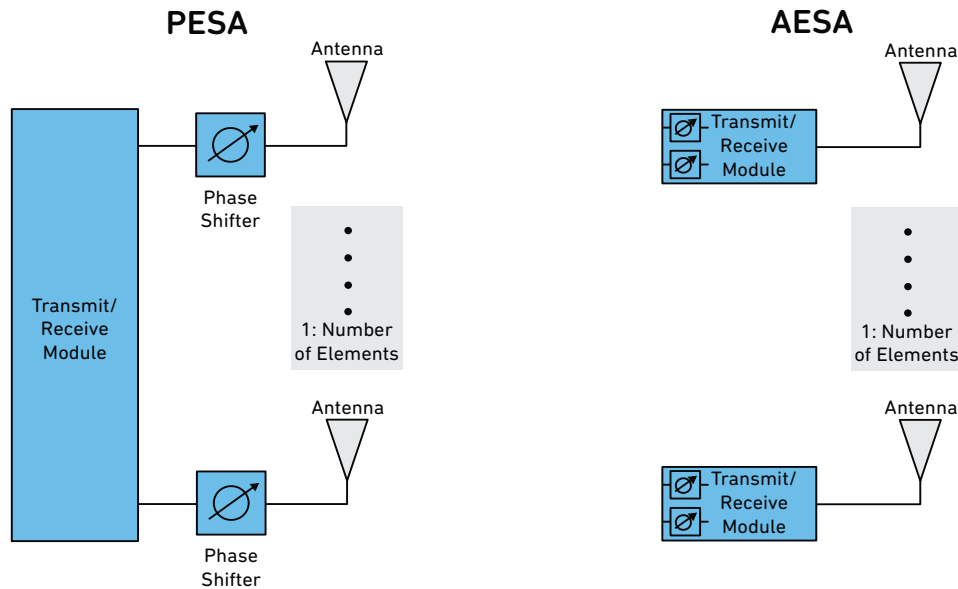 PESA
Antenna
Phase
Shifter
Transmit/
Receive
Module
1: Number
of Elements
Antenna
Phase
Shifter
AESA
Antenna
Transmit/
Receive
Module
1: Number
of Elements
Antenna
Transmit/
Receive
Module